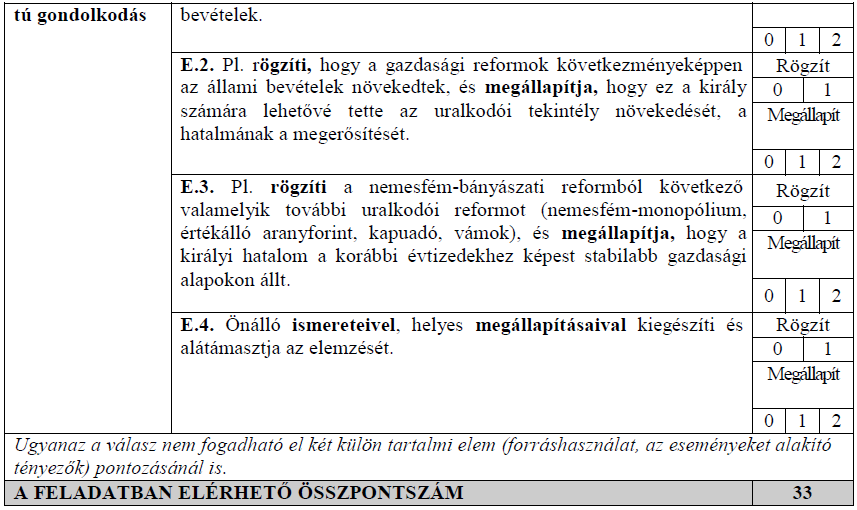 tú gondolkodás
bevételek.
0 1 2
E.2. Pl. rögzíti, hogy a gazdasági reformok következményeképpen
az állami bevételek növekedtek, és megállapítja, hogy ez a király
számára lehetővé tette az uralkodói tekintély növekedését, a
hatalmának a megerősítését.
Rögzít
0 1
Megállapít
0 1 2
E.3. Pl. rögzíti a nemesfém-bányászati reformból következő
valamelyik további uralkodói reformot (nemesfém-monopólium,
értékálló aranyforint, kapuadó, vámok), és megállapítja, hogy a
királyi hatalom a korábbi évtizedekhez képest stabilabb gazdasági
alapokon állt.
Rögzít
0 1
Megállapít
0 1 2
E.4. Önálló ismereteivel, helyes megállapításaival kiegészíti és
alátámasztja az elemzését.
Rögzít
0 1
Megállapít
0 1 2
Ugyanaz a válasz nem fogadható el két külön tartalmi elem (forráshasználat, az eseményeket alakító
tényezők) pontozásánál is.
A FELADATBAN ELÉRHETŐ ÖSSZPONTSZÁM 33